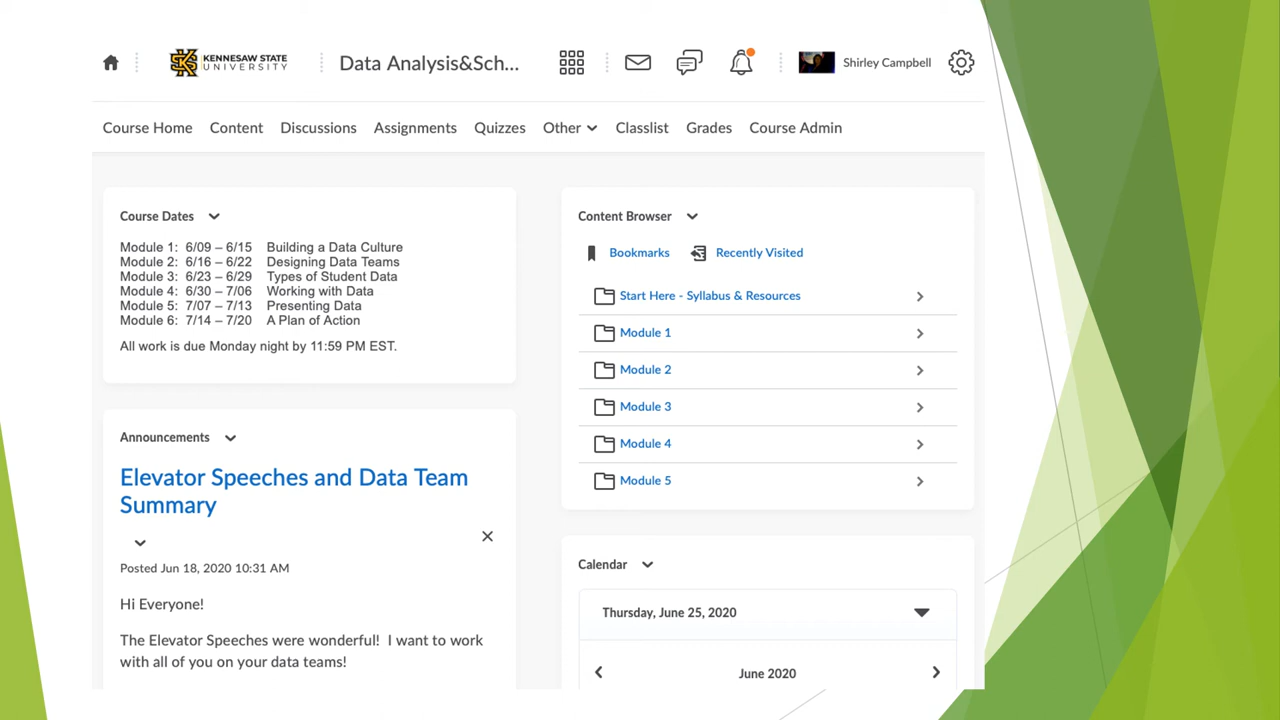 KENNESAW STATE
UNIVERSITY
Data Analysis&Sch...
Shirley Campbell
Course Home Content Discussions Assignments Quizzes Other Classlist Grades Course Admin
Course Dates
Module 1: 6/09 – 6/15 Building a Data Culture
Module 2: 6/16 – 6/22 Designing Data Teams
Module 3: 6/23 – 6/29 Types of Student Data
Module 4: 6/30 – 7/06 Working with Data
Module 5: 7/07 – 7/13 Presenting Data
Module 6: 7/14 – 7/20 A Plan of Action
All work is due Monday night by 11:59 PM EST.
Announcements
Elevator Speeches and Data Team
Summary
Posted Jun 18, 2020 10:31 AM
Hi Everyone!
The Elevator Speeches were wonderful! I want to work
with all of you on your data teams!
Content Browser
Bookmarks Recently Visited
Start Here - Syllabus & Resources
Module 1
Module 2
Module 3
Module 4
Module 5
Calendar
Thursday, June 25, 2020
June 2020